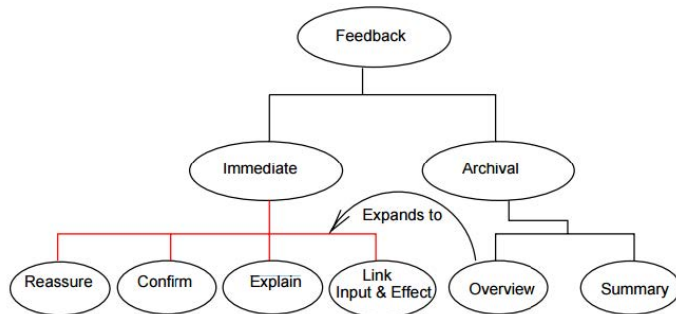 Feedback
Immediate
Archival
Expands to
Reassure
Confirm
Explain
Link
Input & Effect
Overview
Summary